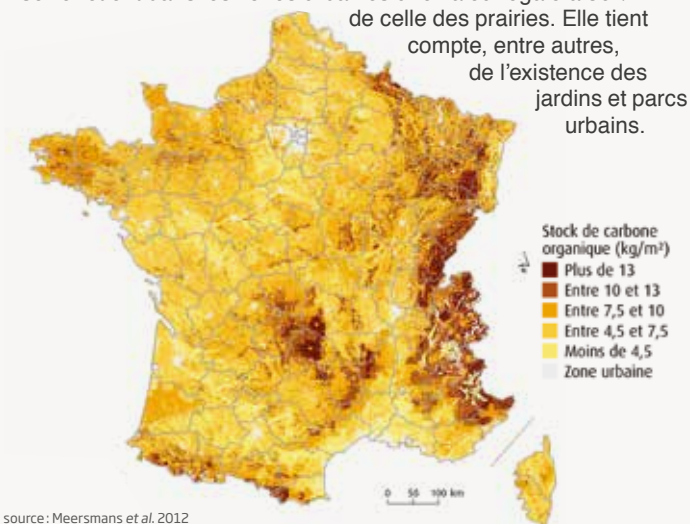 de celle des prairies. Elle tient
compte, entre autres,
de l'existence des
jardins et parcs
urbains.
Stock de carbone
organique (kg/m²)
Plus de 13
Entre 10 et 13
Entre 7,5 et 10
Entre 4,5 et 7,5
Moins de 4,5
Zone urbaine
0 55 100 km
source: Meersmans et al. 2012